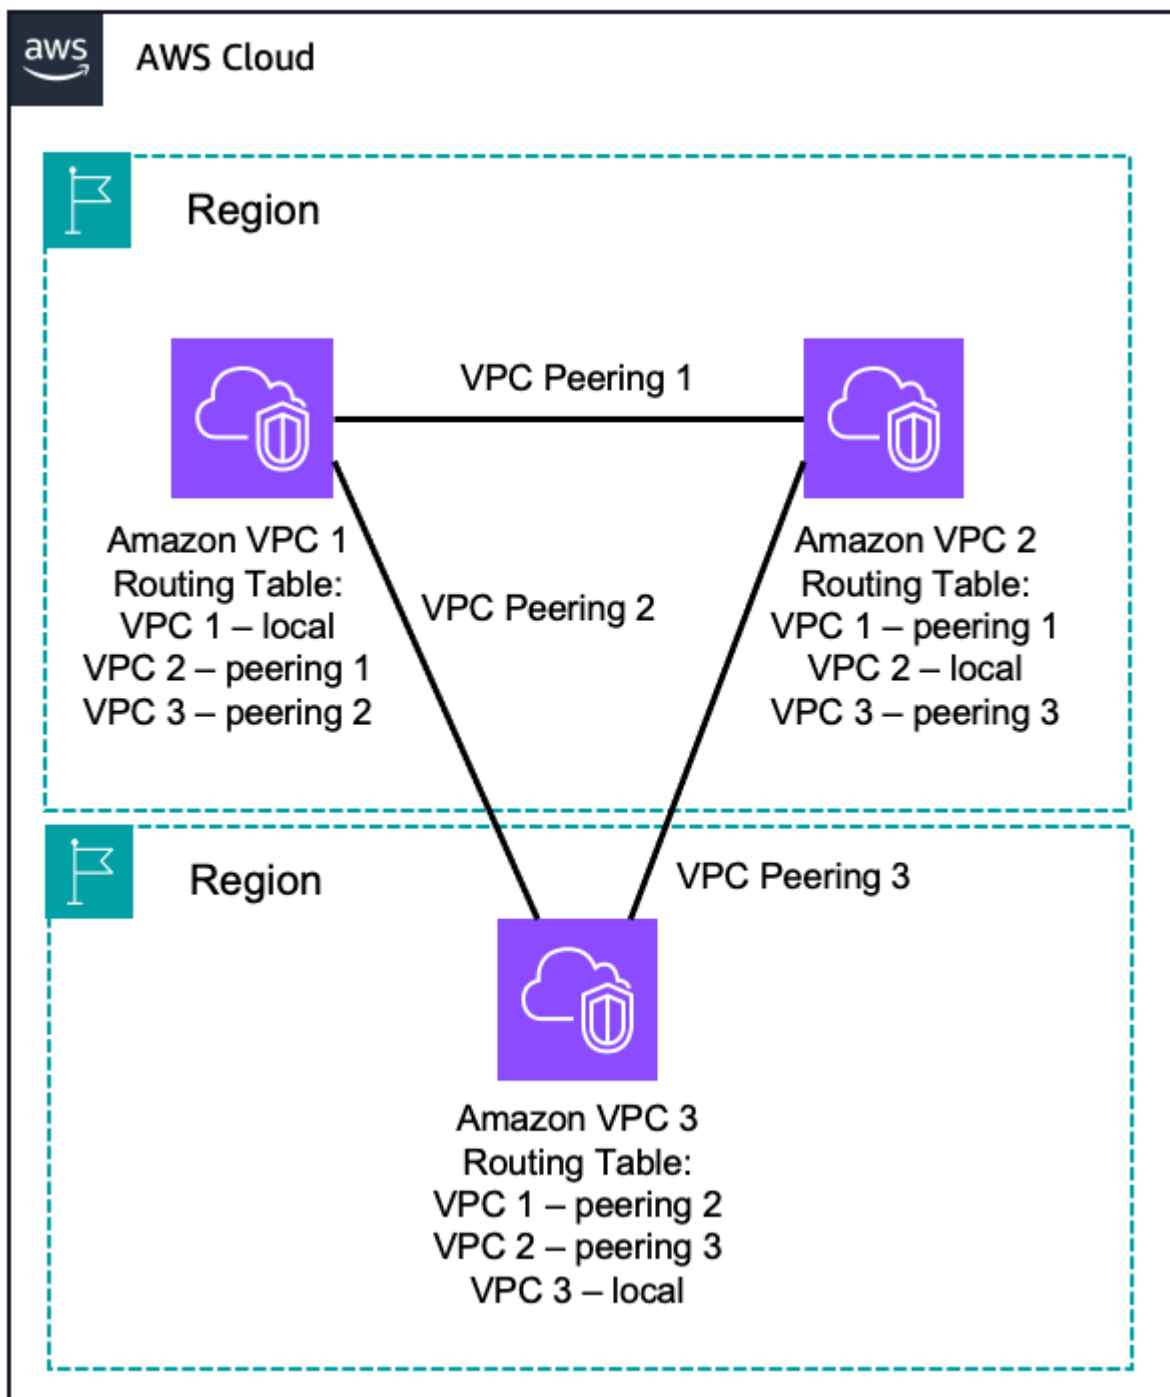 aws
AWS Cloud
Region
VPC Peering 1
Amazon VPC 1
Routing Table:
VPC 1 – local
VPC 2 – peering 1
VPC 3 – peering 2
VPC Peering 2
Amazon VPC 2
Routing Table:
VPC 1 – peering 1
VPC 2 – local
VPC 3 – peering 3
Region
VPC Peering 3
Amazon VPC 3
Routing Table:
VPC 1 – peering 2
VPC 2 – peering 3
VPC 3 – local